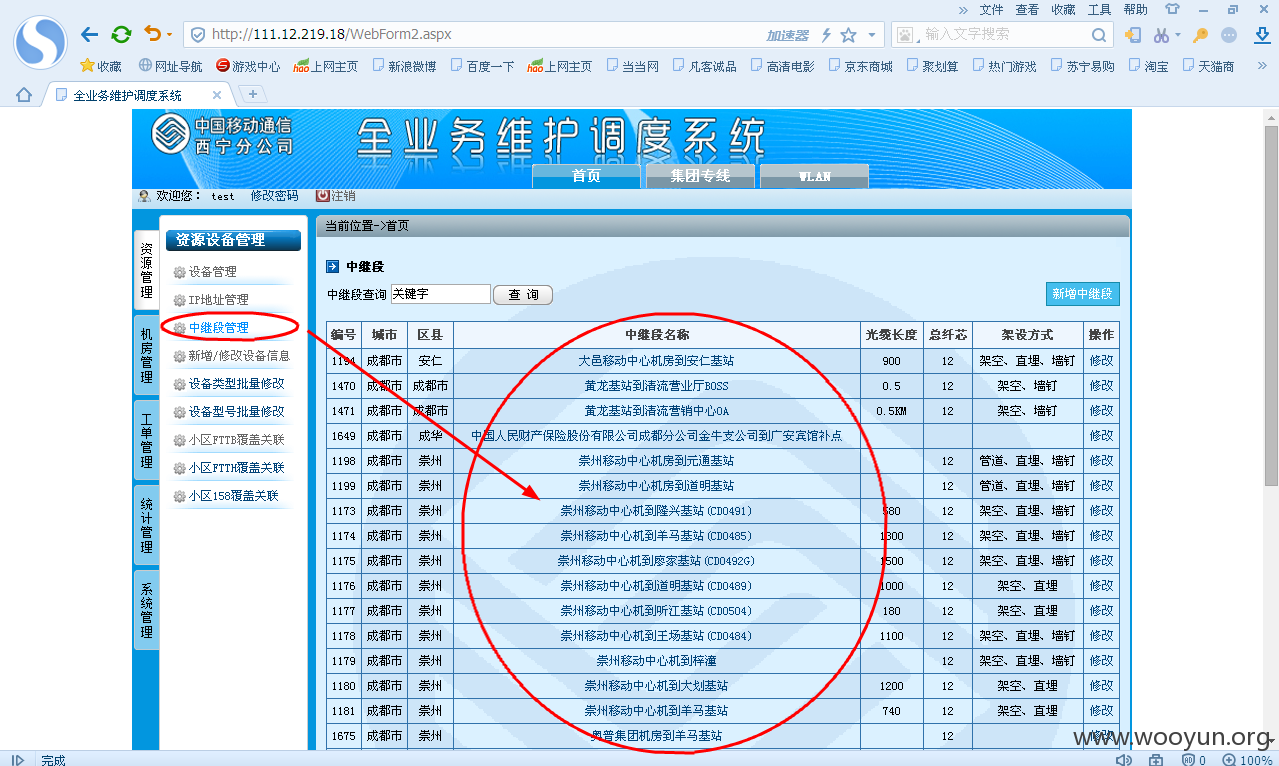 » 文件 查看 收藏 工具 帮助
http://111.12.219.18/WebForm2.aspx 加速器 输入文字搜索
收藏 网址导航 游戏中心 hao上网主页 新浪微博 百度一下 hao上网主页 当当网 凡客诚品 高清电影 京东商城 聚划算 热门游戏 苏宁易购 淘宝 天猫商 »
全业务维护调度系统
中国移动通信
西宁分公司
全业务维护调度系统
首页 集团专线 WLAN
欢迎您： test 修改密码 注销
资源管理
机房管理
工单管理
统计管理
系统管理
资源设备管理
设备管理
IP地址管理
中继段管理
新增/修改设备信息
设备类型批量修改
设备型号批量修改
小区FTTB覆盖关联
小区FTTH覆盖关联
小区158覆盖关联
当前位置->首页
中继段
中继段查询 关键字 查 询 新增中继段
编号 城市 区县 中继段名称 光缆长度 总纤芯 架设方式 操作
1194 成都市 安仁 大邑移动中心机房到安仁基站 900 12 架空、直埋、墙钉 修改
1470 成都市 成都市 黄龙基站到清流营业厅BOSS 0.5 12 架空、墙钉 修改
1471 成都市 成都市 黄龙基站到清流营销中心OA 0.5KM 12 架空、墙钉 修改
1649 成都市 成华 中国人民财产保险股份有限公司成都分公司金牛支公司到广安宾馆补点 修改
1198 成都市 崇州 崇州移动中心机房到元通基站 12 管道、直埋、墙钉 修改
1199 成都市 崇州 崇州移动中心机房到道明基站 12 管道、直埋、墙钉 修改
1173 成都市 崇州 崇州移动中心机到隆兴基站(CD0491) 580 12 架空、直埋、墙钉 修改
1174 成都市 崇州 崇州移动中心机到羊马基站(CD0485) 1300 12 架空、直埋、墙钉 修改
1175 成都市 崇州 崇州移动中心机到廖家基站(CD0492G) 1500 12 架空、直埋、墙钉 修改
1176 成都市 崇州 崇州移动中心机到道明基站(CD0489) 1000 12 架空、直埋 修改
1177 成都市 崇州 崇州移动中心机到听江基站(CD0504) 180 12 架空、直埋 修改
1178 成都市 崇州 崇州移动中心机到王场基站(CD0484) 1100 12 架空、直埋、墙钉 修改
1179 成都市 崇州 崇州移动中心机到梓潼 12 架空、直埋、墙钉 修改
1180 成都市 崇州 崇州移动中心机到大划基站 1200 12 架空、直埋 修改
1181 成都市 崇州 崇州移动中心机到羊马基站 740 12 架空、直埋 修改
1675 成都市 崇州 奥普集团机房到羊马基站 12 架空、直埋、墙钉 修改
www.wooyun.org
完成 0 100%